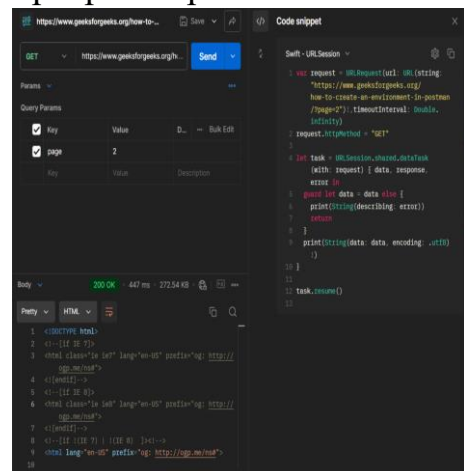 https://www.geeksforgeeks.org/how-to-...
Save
GET
https://www.geeksforgeeks.org/h
Send
Params
Query Params
Key Value D... Bulk Edit
page 2
Key Value Description
Body 200 OK 447 ms 272.54 KB
Pretty HTML
1 <!DOCTYPE html>
2 <!--[if IE 7]>
3 <html class="ie ie7" lang="en-US" prefix="og: http://
ogp.me/ns#">
4 <![endif]-->
5 <!--[if IE 8]>
6 <html class="ie ie8" lang="en-US" prefix="og: http://
ogp.me/ns#">
7 <![endif]-->
8 <!--[if !(IE 7) | !(IE 8) ]><!-->
9 <html lang="en-US" prefix="og: http://ogp.me/ns#">
10
</> Code snippet
Swift - URLSession
1 var request = URLRequest(url: URL(string:
"https://www.geeksforgeeks.org/
how-to-create-an-environment-in-postman
/?page=2")!,timeoutInterval: Double.
infinity)
2 request.httpMethod = "GET"
3
4 let task = URLSession.shared.dataTask
(with: request) { data, response,
error in
5 guard let data = data else {
6 print(String(describing: error))
7 return
8 }
9 print(String(data: data, encoding: .utf8)
!)
10 }
11
12 task.resume()
13